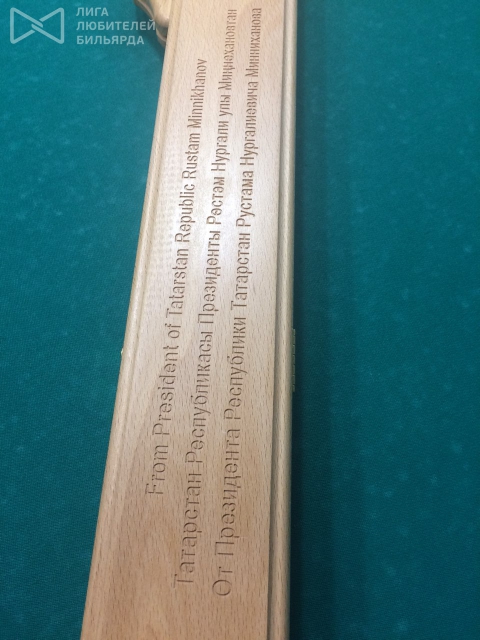 ЛИГА
ЛЮБИТЕЛЕЙ
БИЛЬЯРДА
From President of Tatarstan Republic Rustam Minnikhanov
Татарстан Республикасы Президенты Рөстәм Нургали улы Миңнехановтан
От Президента Республики Татарстан Рустама Нургалиевича Минниханова